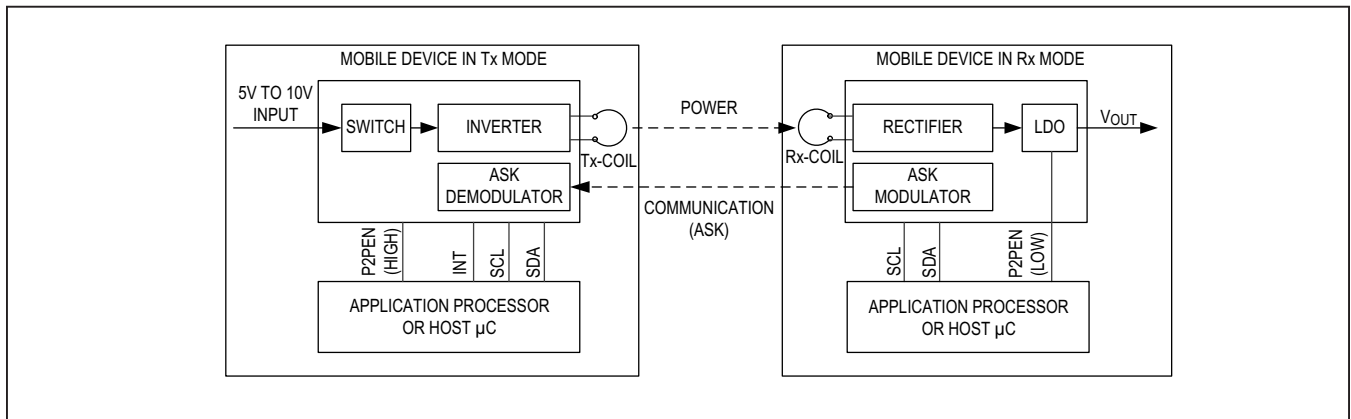 MOBILE DEVICE IN Tx MODE
5V TO 10V
INPUT
SWITCH
INVERTER
Tx-COIL
ASK
DEMODULATOR
P2PEN
(HIGH)
INT
SCL
SDA
APPLICATION PROCESSOR
OR HOST µC
POWER
COMMUNICATION
(ASK)
MOBILE DEVICE IN Rx MODE
Rx-COIL
RECTIFIER
LDO
VOUT
ASK
MODULATOR
SCL
SDA
P2PEN
(LOW)
APPLICATION PROCESSOR
OR HOST µC